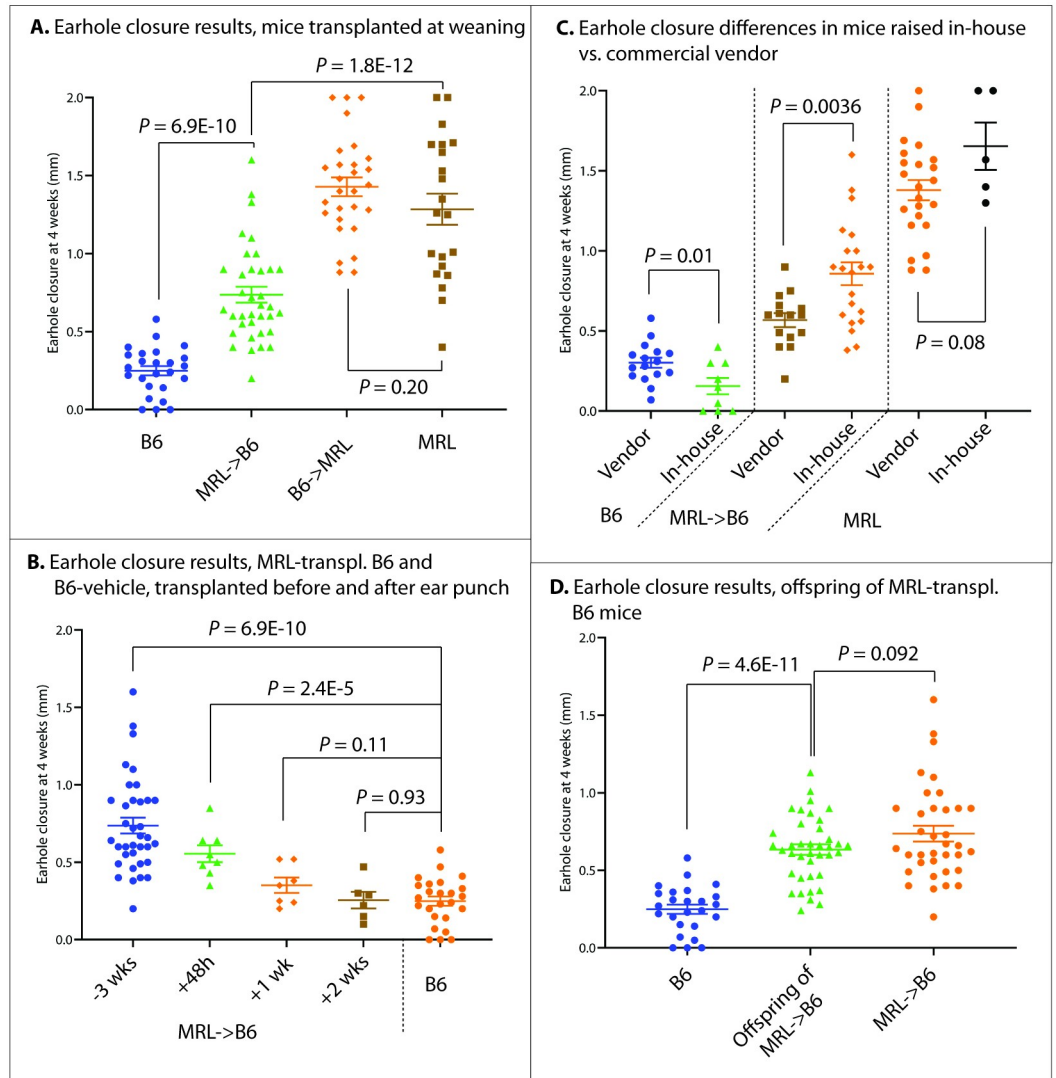 A. Earhole closure results, mice transplanted at weaning
P = 1.8E-12
P = 6.9E-10
P = 0.20
Earhole closure at 4 weeks (mm)
2.0
1.5
1.0
0.5
0.0
B6
MRL->B6
B6->MRL
MRL
B. Earhole closure results, MRL-transpl. B6 and
B6-vehicle, transplanted before and after ear punch
P = 6.9E-10
P = 2.4E-5
P = 0.11
P = 0.93
Earhole closure at 4 weeks (mm)
2.0
1.5
1.0
0.5
0.0
-3 wks
+48h
+1 wk
+2 wks
B6
MRL->B6
C. Earhole closure differences in mice raised in-house
vs. commercial vendor
P = 0.0036
P = 0.01
P = 0.08
Earhole closure at 4 weeks (mm)
2.0
1.5
1.0
0.5
0.0
Vendor
In-house
Vendor
In-house
Vendor
In-house
B6
MRL->B6
MRL
D. Earhole closure results, offspring of MRL-transpl.
B6 mice
P = 4.6E-11
P = 0.092
Earhole closure at 4 weeks (mm)
2.0
1.5
1.0
0.5
0.0
B6
Offspring of
MRL->B6
MRL->B6